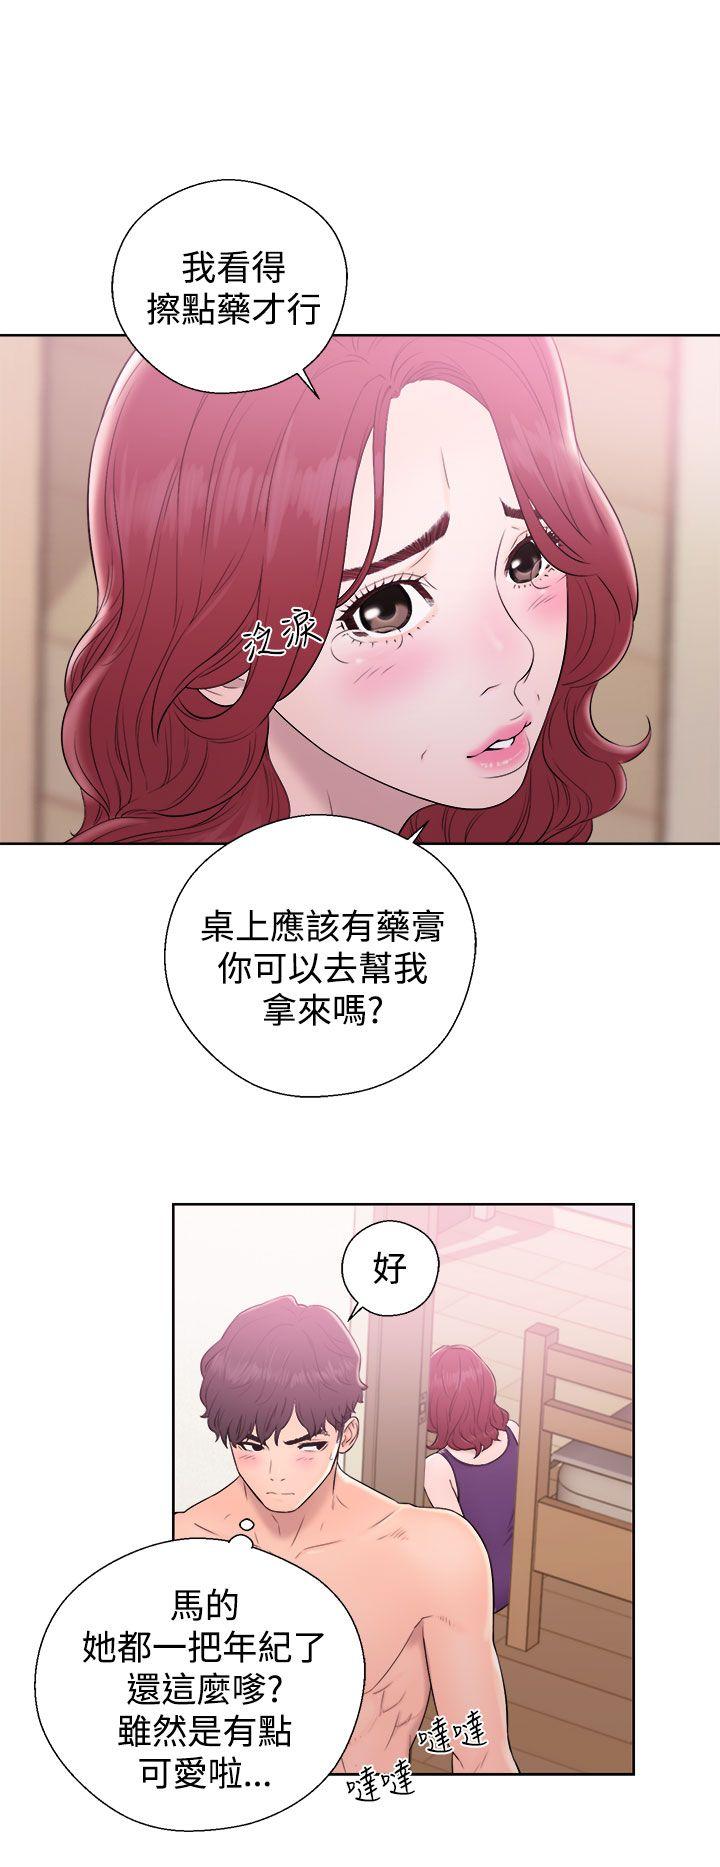 我看得
擦點藥才行
泛淚
桌上應該有藥膏
你可以去幫我
拿來嗎?
好
馬的
她都一把年紀了
還這麼嗲?
雖然是有點
可愛啦...
噠噠
噠噠